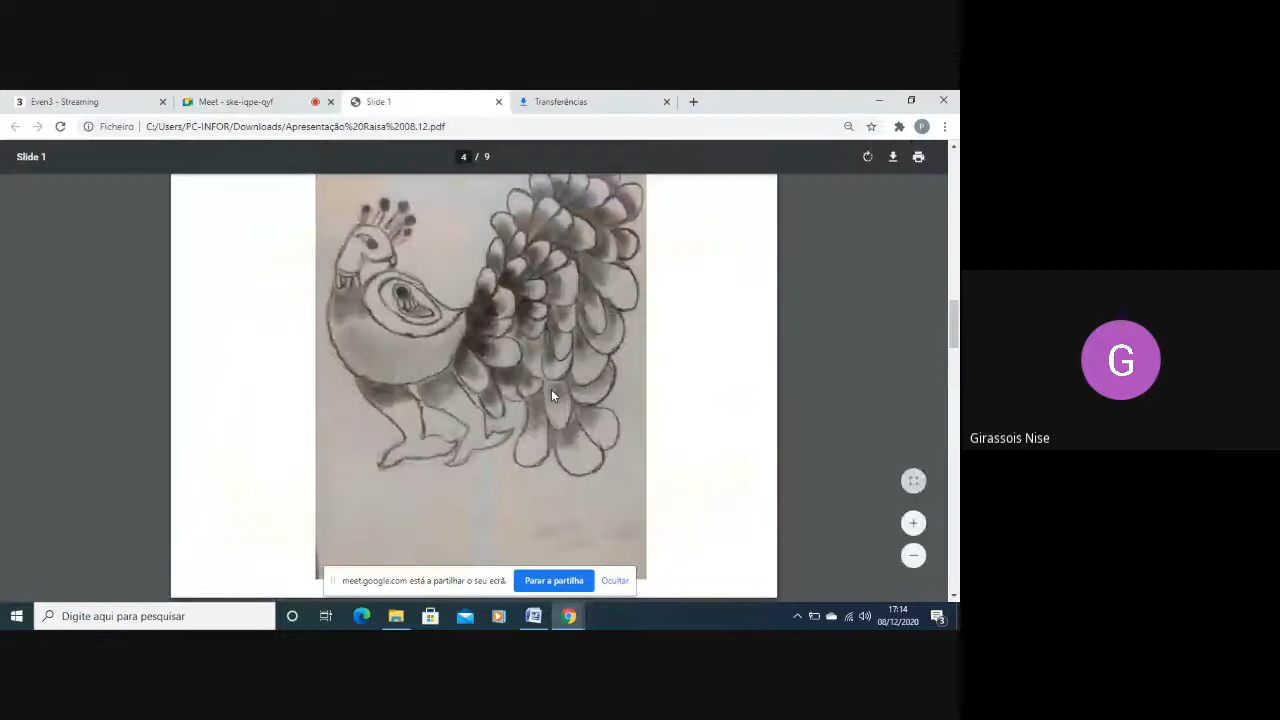 Even3 - Streaming
Meet - ske-iqpe-qyf
Slide 1
Transferências
Ficheiro
C:/Users/PC-INFOR/Downloads/Apresentação%20Raisa%2008.12.pdf
P
Slide 1
4 / 9
G
Girassois Nise
meet.google.com está a partilhar o seu ecrã.
Parar a partilha
Ocultar
Digite aqui para pesquisar
17:14
08/12/2020
3